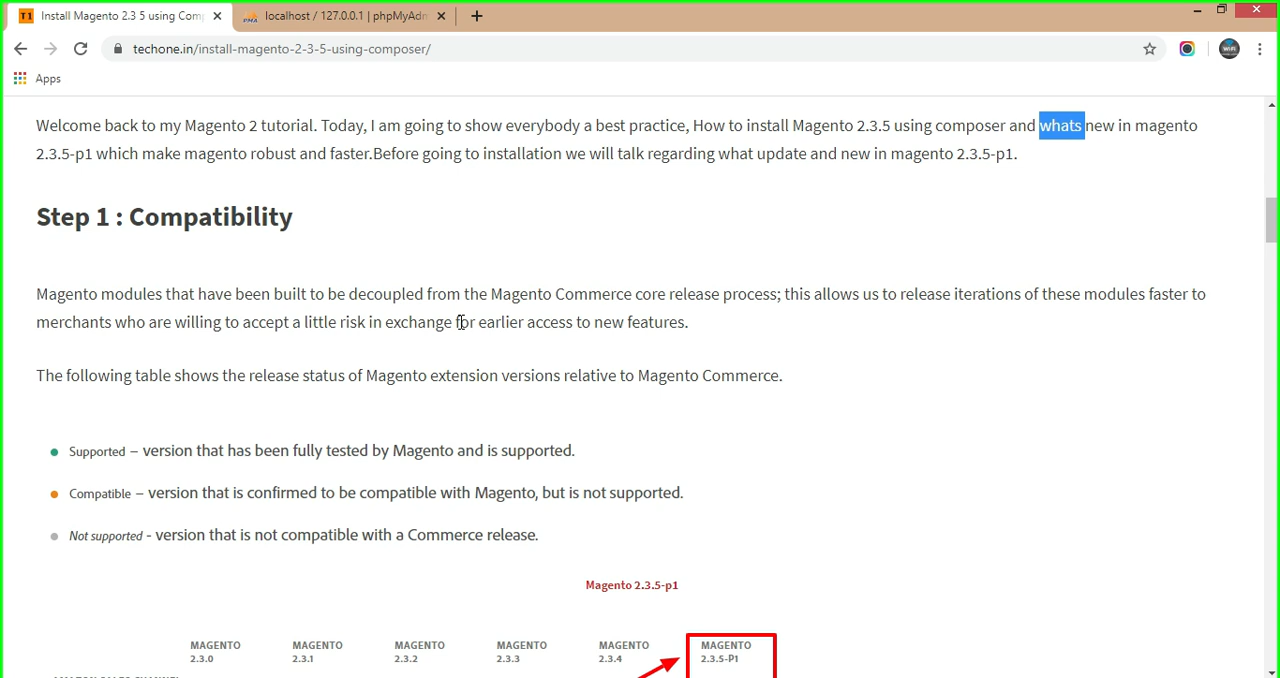 Install Magento 2.3 5 using Com
localhost / 127.0.0.1 | phpMyAdm
techone.in/install-magento-2-3-5-using-composer/
Apps
Welcome back to my Magento 2 tutorial. Today, I am going to show everybody a best practice, How to install Magento 2.3.5 using composer and whats new in magento
2.3.5-p1 which make magento robust and faster.Before going to installation we will talk regarding what update and new in magento 2.3.5-p1.
Step 1 : Compatibility
Magento modules that have been built to be decoupled from the Magento Commerce core release process; this allows us to release iterations of these modules faster to
merchants who are willing to accept a little risk in exchange for earlier access to new features.
The following table shows the release status of Magento extension versions relative to Magento Commerce.
Supported – version that has been fully tested by Magento and is supported.
Compatible – version that is confirmed to be compatible with Magento, but is not supported.
Not supported - version that is not compatible with a Commerce release.
Magento 2.3.5-p1
MAGENTO MAGENTO MAGENTO MAGENTO MAGENTO MAGENTO
2.3.0 2.3.1 2.3.2 2.3.3 2.3.4 2.3.5-P1